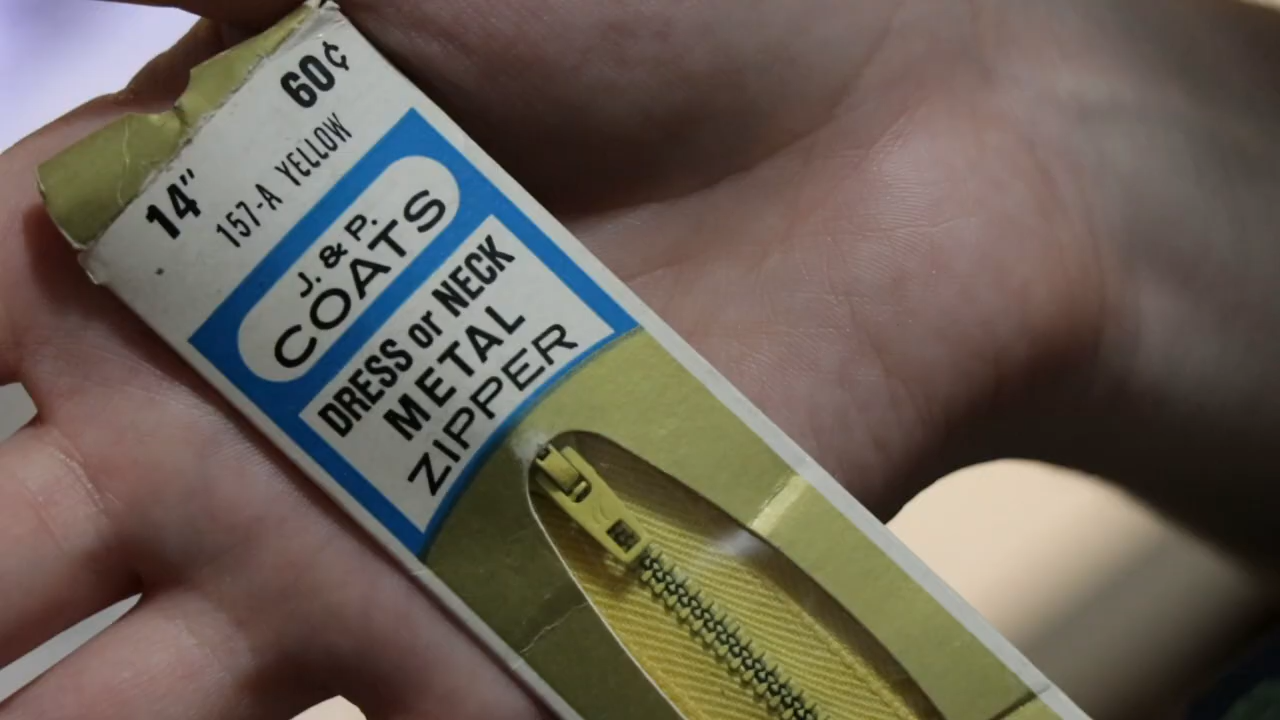 60¢
14" 157-A YELLOW
J. & P.
COATS
DRESS or NECK
METAL
ZIPPER